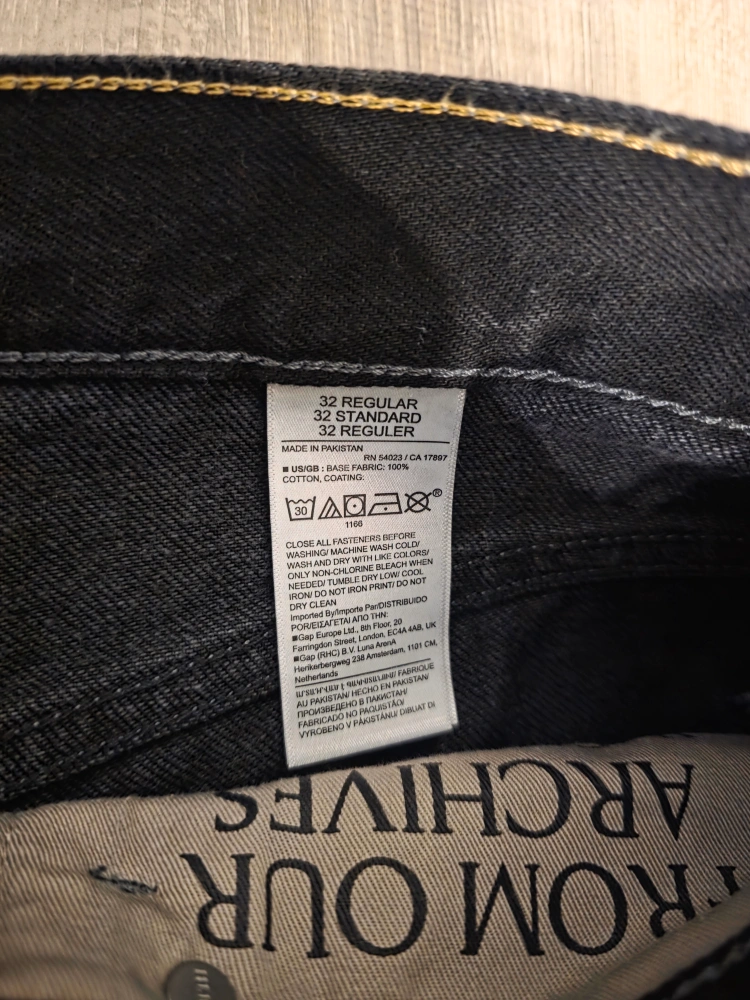 32 REGULAR
32 STANDARD
32 REGULER
MADE IN PAKISTAN
RN 54023 / CA 17897
■ US/GB : BASE FABRIC: 100%
COTTON, COATING:
30
®
1166
CLOSE ALL FASTENERS BEFORE
WASHING/ MACHINE WASH COLD/
WASH AND DRY WITH LIKE COLORS/
ONLY NON-CHLORINE BLEACH WHEN
NEEDED/ TUMBLE DRY LOW/ COOL
IRON/ DO NOT IRON PRINT/ DO NOT
DRY CLEAN
Imported By/Importe Par/DISTRIBUIDO
POR/ΕΙΣΑΓΕΤΑΙ ΑΠΟ ΤΗΝ:
■Gap Europe Ltd., 8th Floor, 20
Farringdon Street, London, EC4A 4AB, UK
■Gap (RHC) B.V. Luna ArenA
Herikerbergweg 238 Amsterdam, 1101 CM,
Netherlands
FABRIQUÉ
AU PAKISTAN/ HECHO EN PAKISTAN/
ПРОИЗВЕДЕНО В ПАКИСТАН/
FABRICADO NO PAQUISTÃO/
VYROBENO V PÁKISTÁNU/ DIBUAT DI
FROM OUR
ARCHIVES